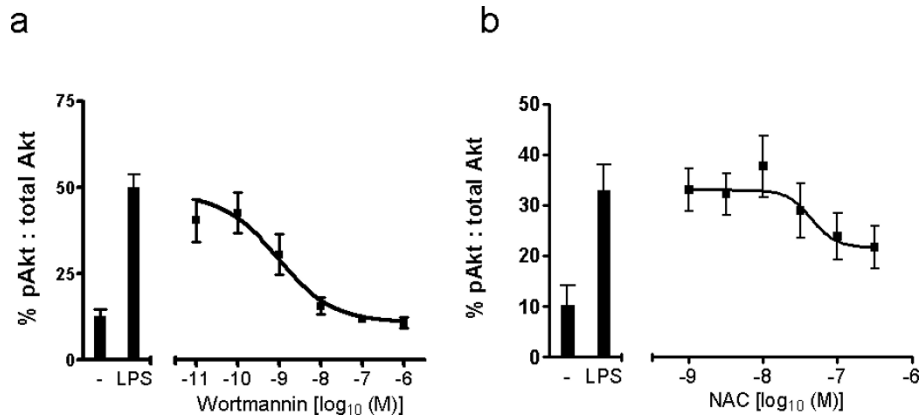 a
b
% pAkt : total Akt
75
50
25
0
- LPS
-11 -10 -9 -8 -7 -6
Wortmannin [log10 (M)]
% pAkt : total Akt
50
40
30
20
10
0
- LPS
-9 -8 -7 -6
NAC [log10 (M)]